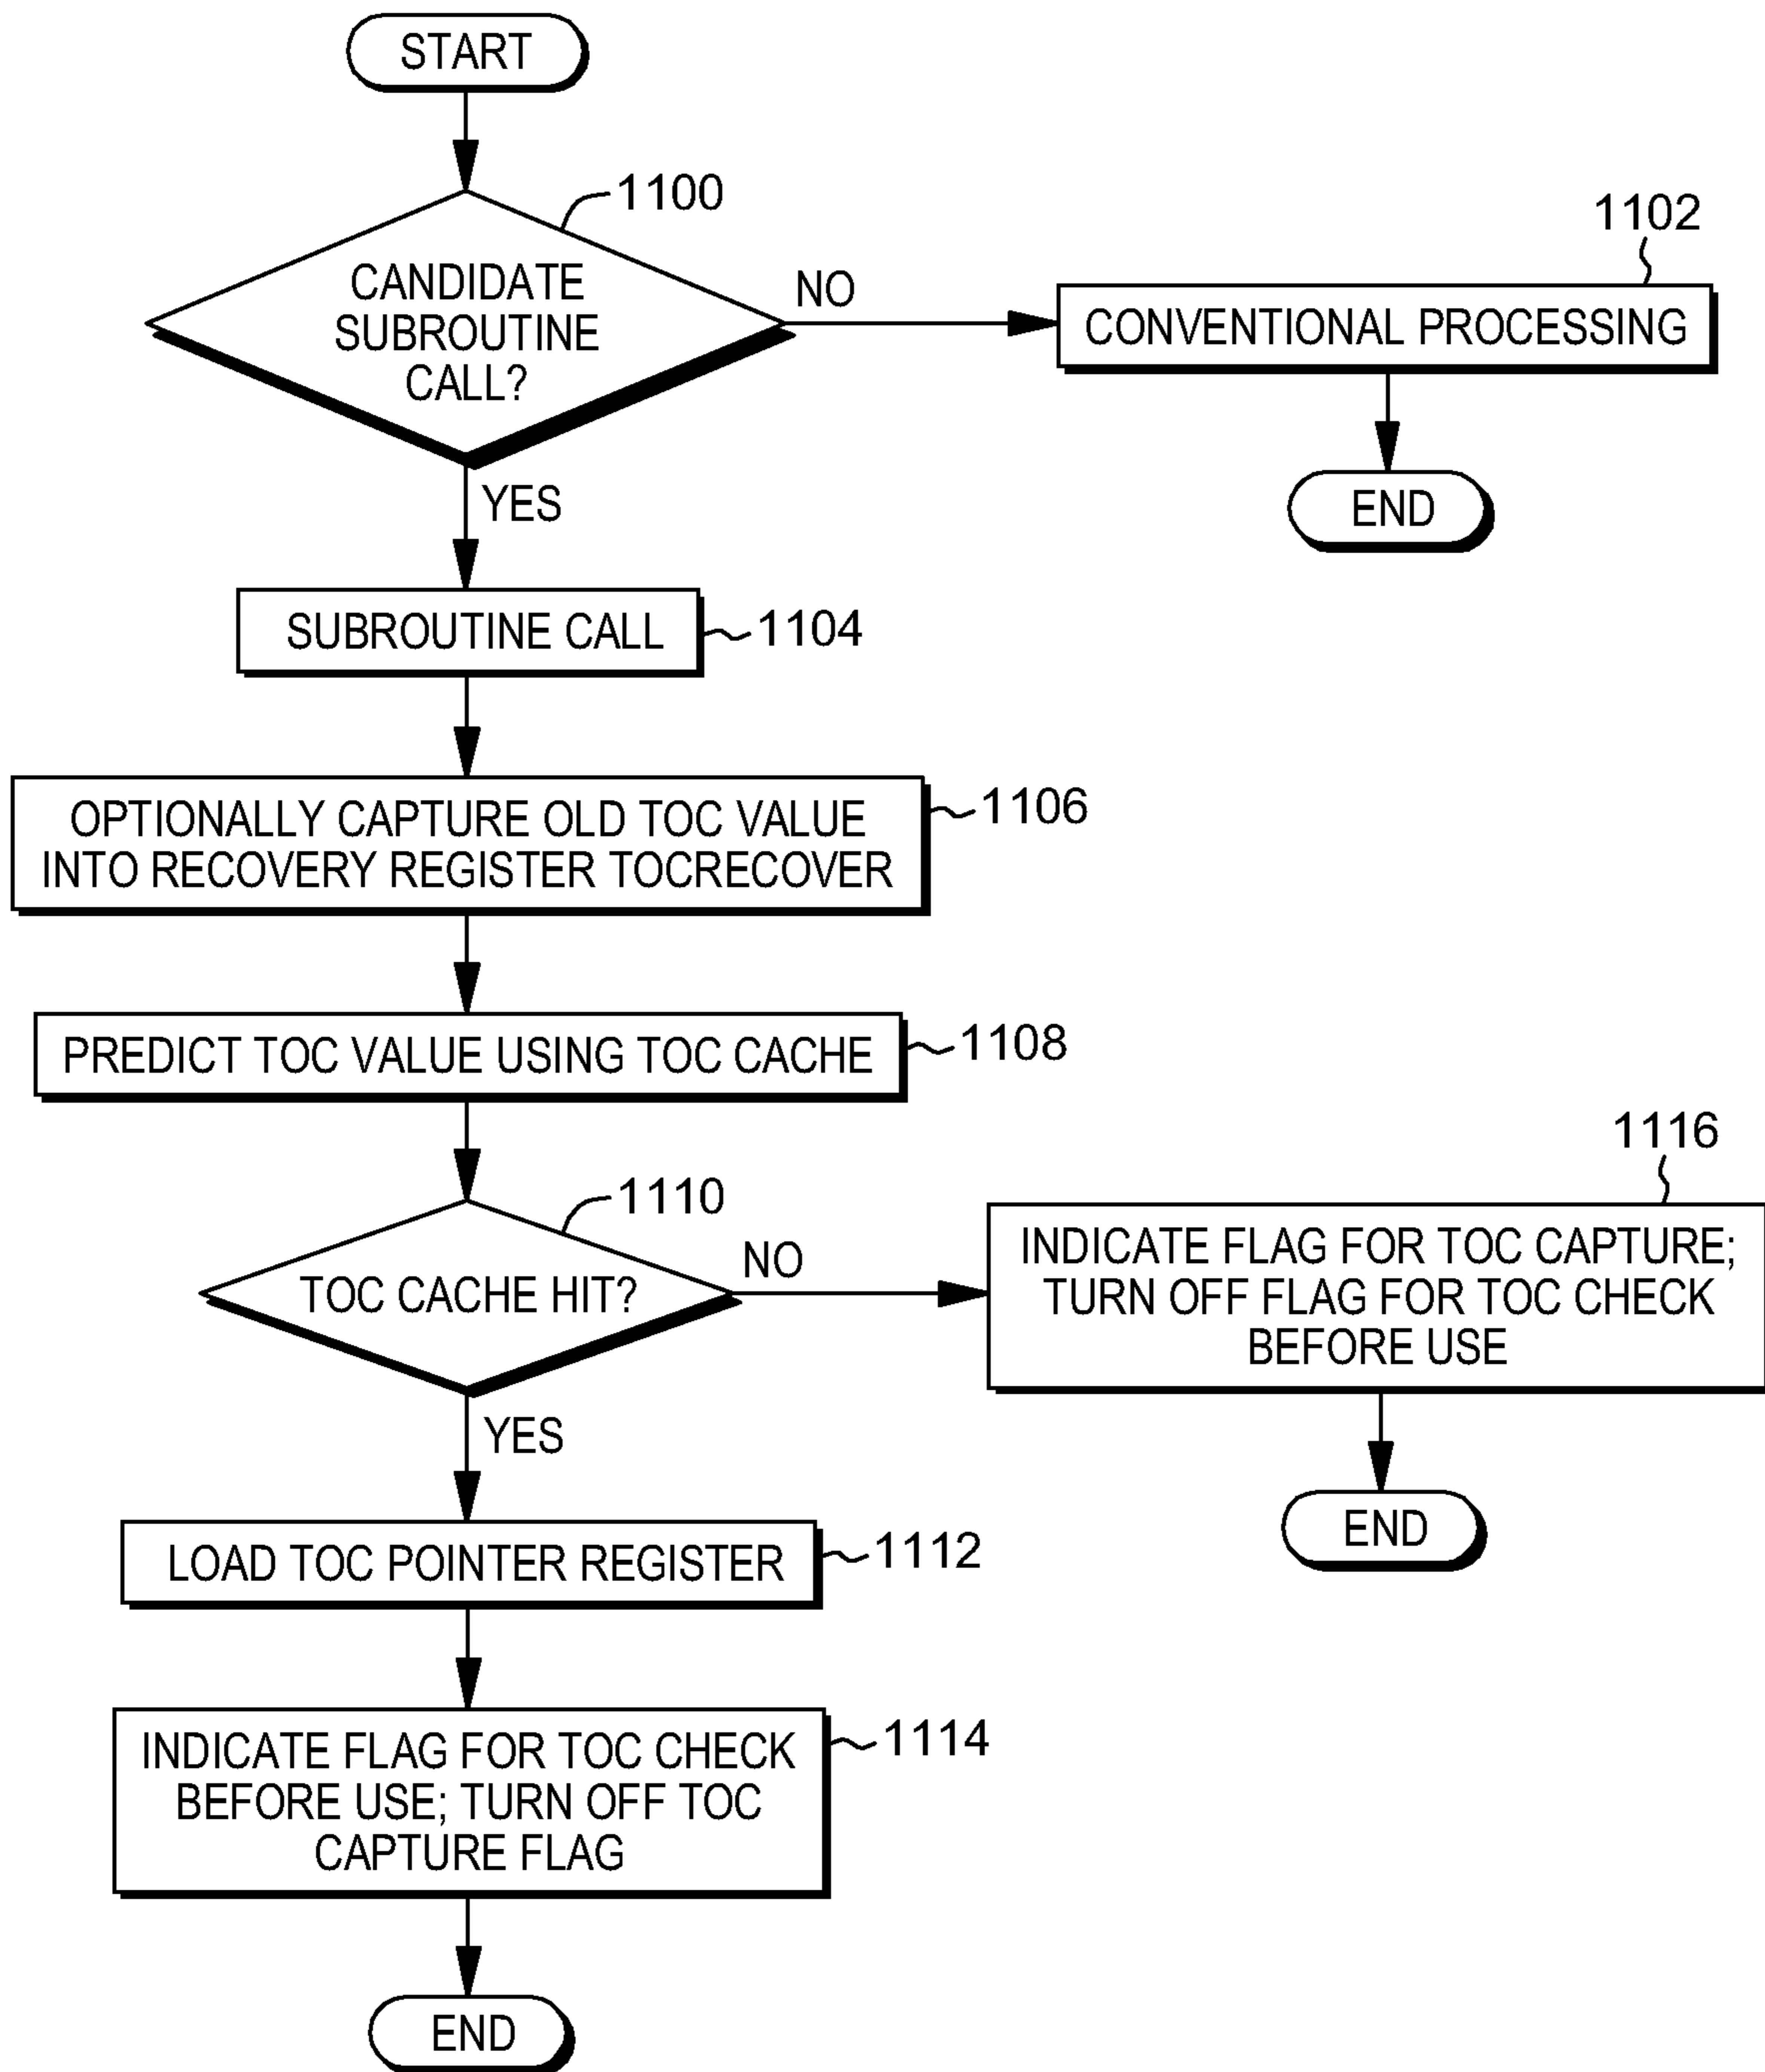 START
1100
CANDIDATE
SUBROUTINE
CALL?
NO
1102
CONVENTIONAL PROCESSING
END
YES
SUBROUTINE CALL
1104
OPTIONALLY CAPTURE OLD TOC VALUE
INTO RECOVERY REGISTER TOCRECOVER
1106
PREDICT TOC VALUE USING TOC CACHE
1108
1110
TOC CACHE HIT?
NO
1116
INDICATE FLAG FOR TOC CAPTURE;
TURN OFF FLAG FOR TOC CHECK
BEFORE USE
END
YES
LOAD TOC POINTER REGISTER
1112
INDICATE FLAG FOR TOC CHECK
BEFORE USE; TURN OFF TOC
CAPTURE FLAG
1114
END